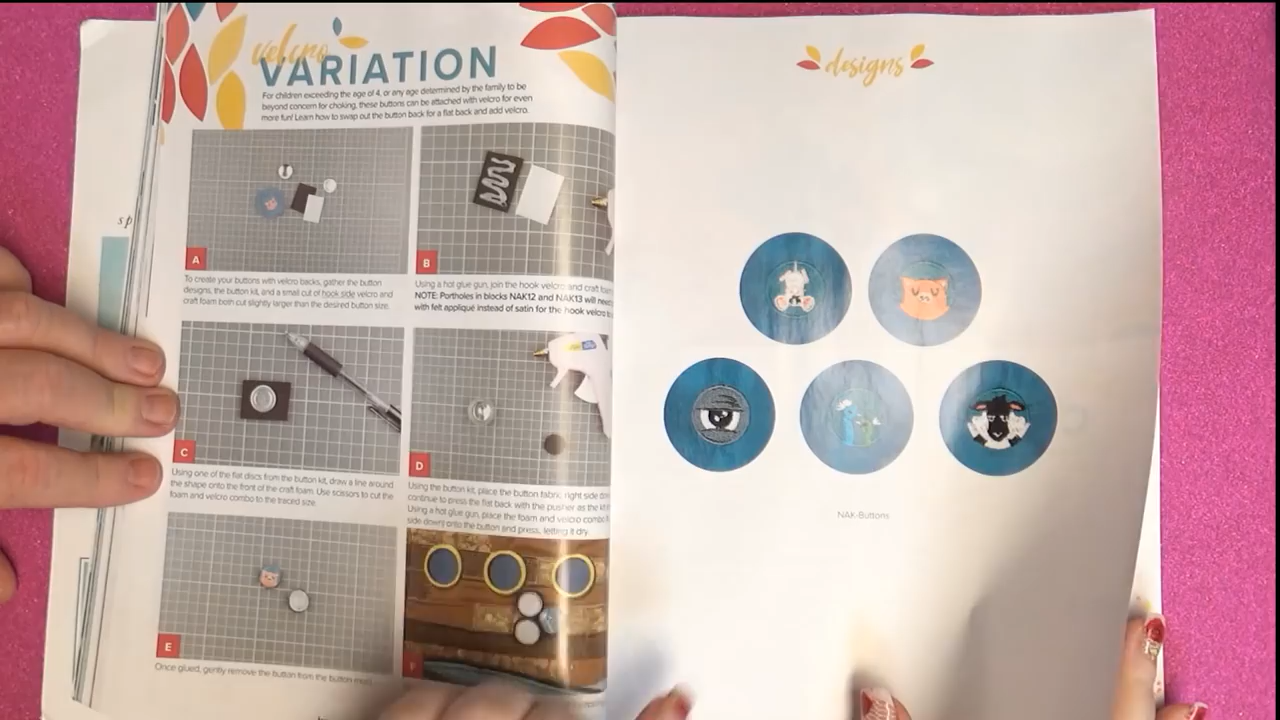 velcro
VARIATION
For children exceeding the age of 4, or any age determined by the family to be
beyond concern for choking, these buttons can be attached with velcro for even
more fun! Learn how to swap out the button back for a flat back and add velcro.
A
B
To create your buttons with velcro backs, gather the button
designs, the button kit, and a small cut of hook side velcro and
craft foam both cut slightly larger than the desired button size.
Using a hot glue gun, join the hook velcro and craft foam
NOTE: Portholes in blocks NAK12 and NAK13 will need
with felt appliqué instead of satin for the hook velcro to
C
D
Using one of the flat discs from the button kit, draw a line around
the shape onto the front of the craft foam. Use scissors to cut the
foam and velcro combo to the traced size.
Using the button kit, place the button fabric right side down
continue to press the flat back with the pusher as the kit
Using a hot glue gun, place the foam and velcro combo
side down) onto the button and press, letting it dry.
E
F
Once glued, gently remove the button from the button
designs
NAK-Buttons
sp